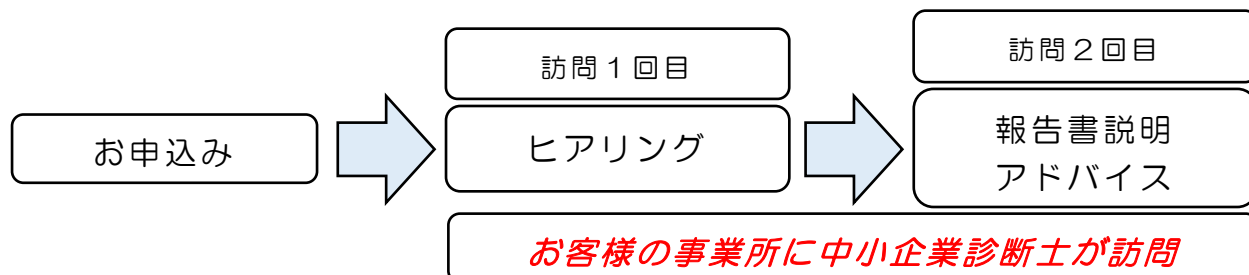 お申込み
訪問１回目
ヒアリング
訪問２回目
報告書説明
アドバイス
お客様の事業所に中小企業診断士が訪問